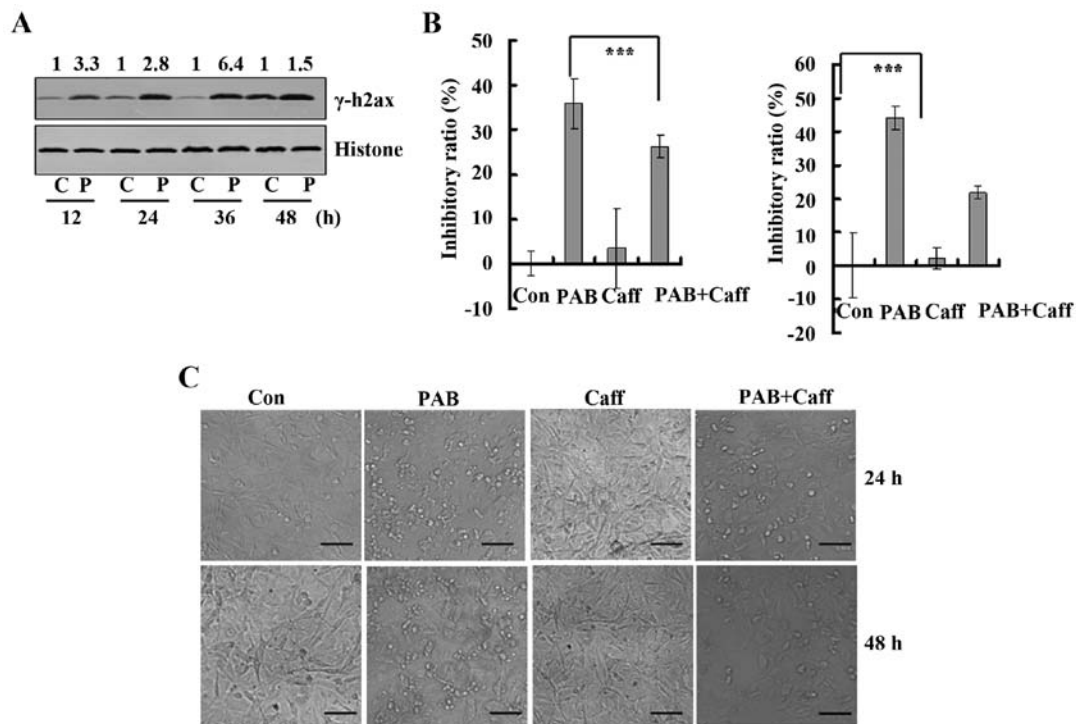 A
1 3.3 1 2.8 1 6.4 1 1.5
γ-h2ax
Histone
C P C P C P C P
12 24 36 48 (h)
B
Inhibitory ratio (%)
50
40
30
20
10
0
-10
***
Con PAB Caff PAB+Caff
Inhibitory ratio (%)
60
50
40
30
20
10
0
-10
-20
***
Con PAB Caff PAB+Caff
C
Con PAB Caff PAB+Caff
24 h
48 h